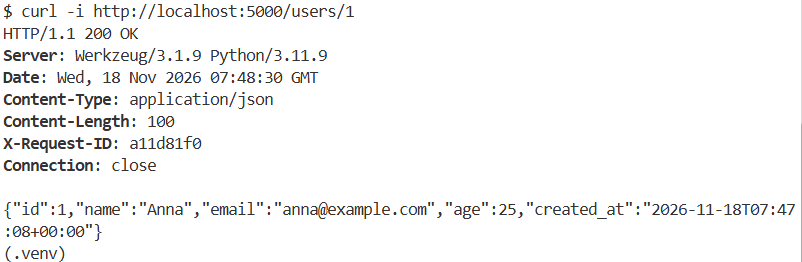 $ curl -i http://localhost:5000/users/1
HTTP/1.1 200 OK
Server: Werkzeug/3.1.9 Python/3.11.9
Date: Wed, 18 Nov 2026 07:48:30 GMT
Content-Type: application/json
Content-Length: 100
X-Request-ID: a11d81f0
Connection: close

{"id":1,"name":"Anna","email":"anna@example.com","age":25,"created_at":"2026-11-18T07:47
:08+00:00"}
(.venv)